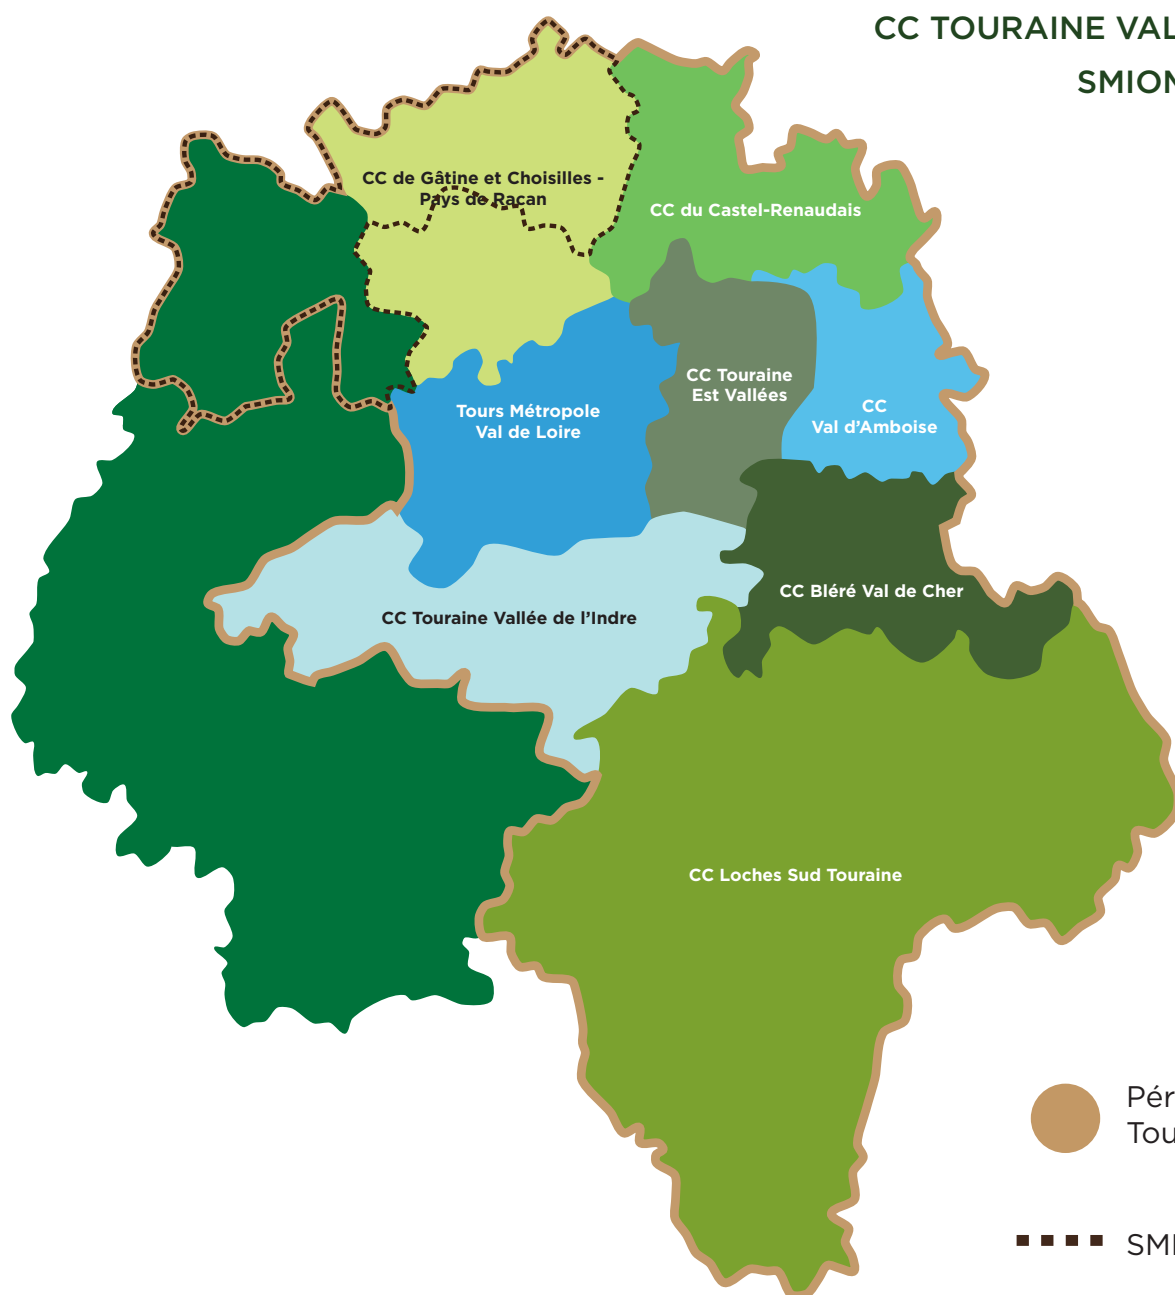 CC TOURAINE VAL
SMION
CC de Gâtine et Choisilles -
Pays de Racan
CC du Castel-Renaudais
CC Touraine
Est Vallées
Tours Métropole
Val de Loire
CC
Val d’Amboise
CC Bléré Val de Cher
CC Touraine Vallée de l’Indre
CC Loches Sud Touraine
Pér
Tou
SMI